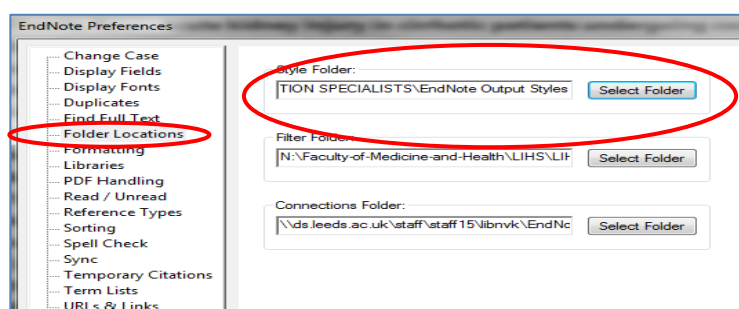 EndNote Preferences
Change Case
Display Fields
Display Fonts
Duplicates
Find Full Text
Folder Locations
Formatting
Libraries
PDF Handling
Read / Unread
Reference Types
Sorting
Spell Check
Sync
Temporary Citations
Term Lists
URLs & Links
Style Folder:
TION SPECIALISTS\EndNote Output Styles
Select Folder
Filter Folder:
N:\Faculty-of-Medicine-and-Health\LIHS\LIH
Select Folder
Connections Folder:
\\ds.leeds.ac.uk\staff\staff15\libnvk\EndNo
Select Folder